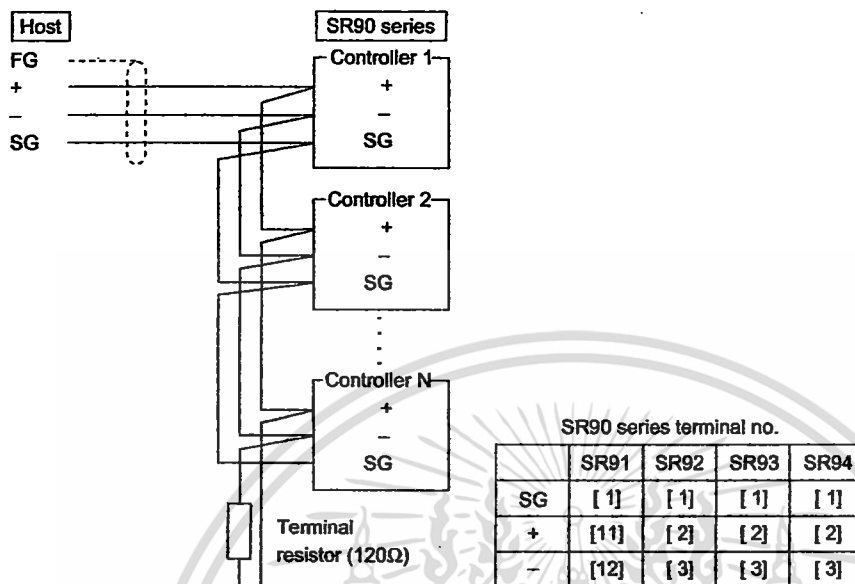 Host
SR90 series
FG
Controller 1
+
+
–
–
SG
SG
Controller 2
+
–
SG
Controller N
+
–
SG
Terminal
resistor (120Ω)
SR90 series terminal no.
SR91 SR92 SR93 SR94
SG [ 1] [ 1] [ 1] [ 1]
+ [11] [ 2] [ 2] [ 2]
– [12] [ 3] [ 3] [ 3]